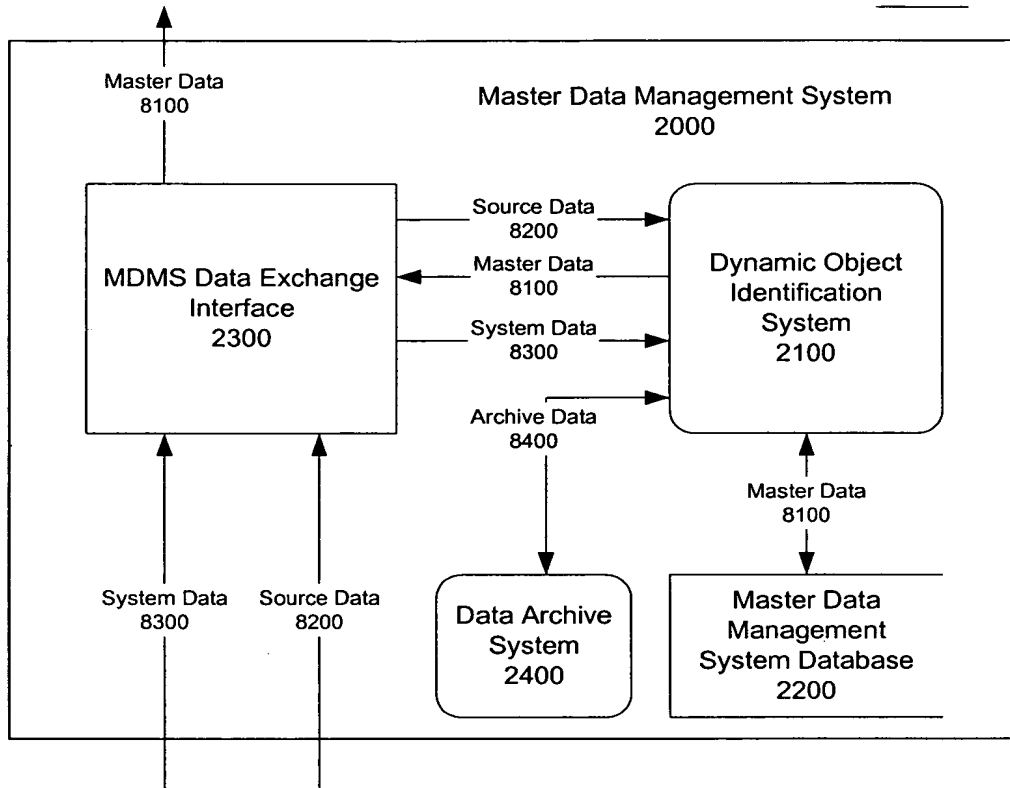 Master Data
8100
Master Data Management System
2000
Source Data
8200
Master Data
8100
System Data
8300
Archive Data
8400
MDMS Data Exchange
Interface
2300
Dynamic Object
Identification
System
2100
Master Data
8100
System Data
8300
Source Data
8200
Data Archive
System
2400
Master Data
Management
System Database
2200